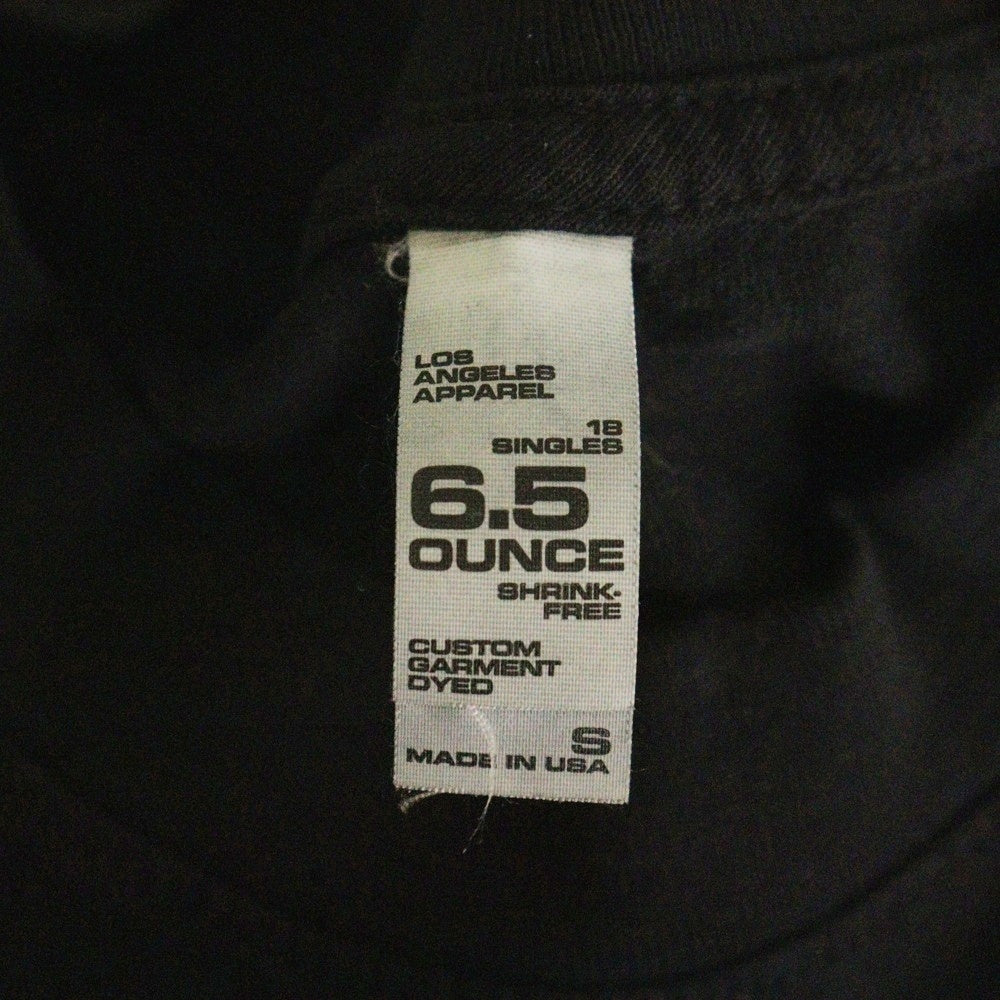 LOS
ANGELES
APPAREL
18
SINGLES
6.5
OUNCE
SHRINK-
FREE
CUSTOM
GARMENT
DYED
S
MADE IN USA